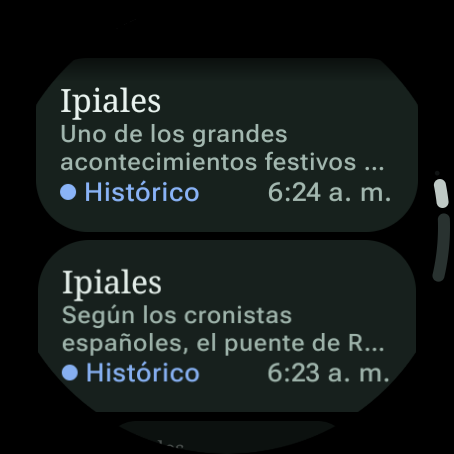 Ipiales
Uno de los grandes
acontecimientos festivos ...
Histórico 6:24 a. m.
Ipiales
Según los cronistas
españoles, el puente de R...
Histórico 6:23 a. m.